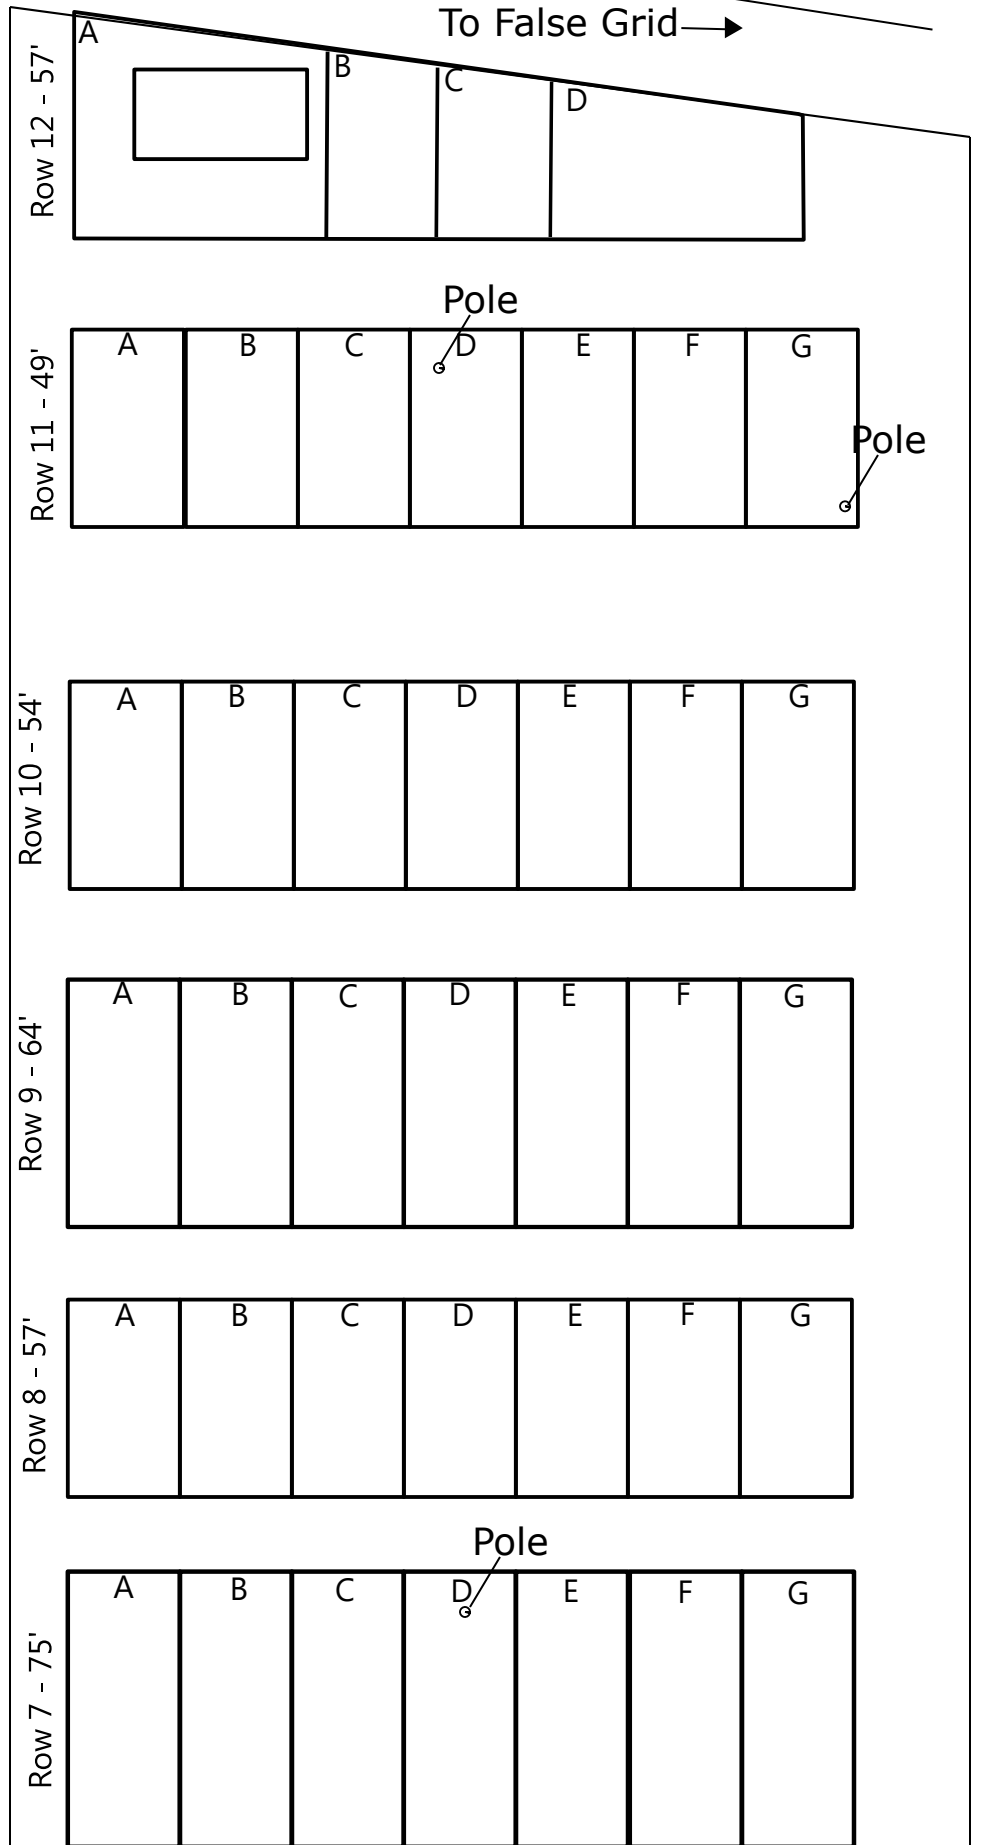 To False Grid
A
B
C
D
Row 12 - 57'
Pole
A
B
C
D
E
F
G
Row 11 - 49'
Pole
A
B
C
D
E
F
G
Row 10 - 54'
A
B
C
D
E
F
G
Row 9 - 64'
A
B
C
D
E
F
G
Row 8 - 57'
Pole
A
B
C
D
E
F
G
Row 7 - 75'